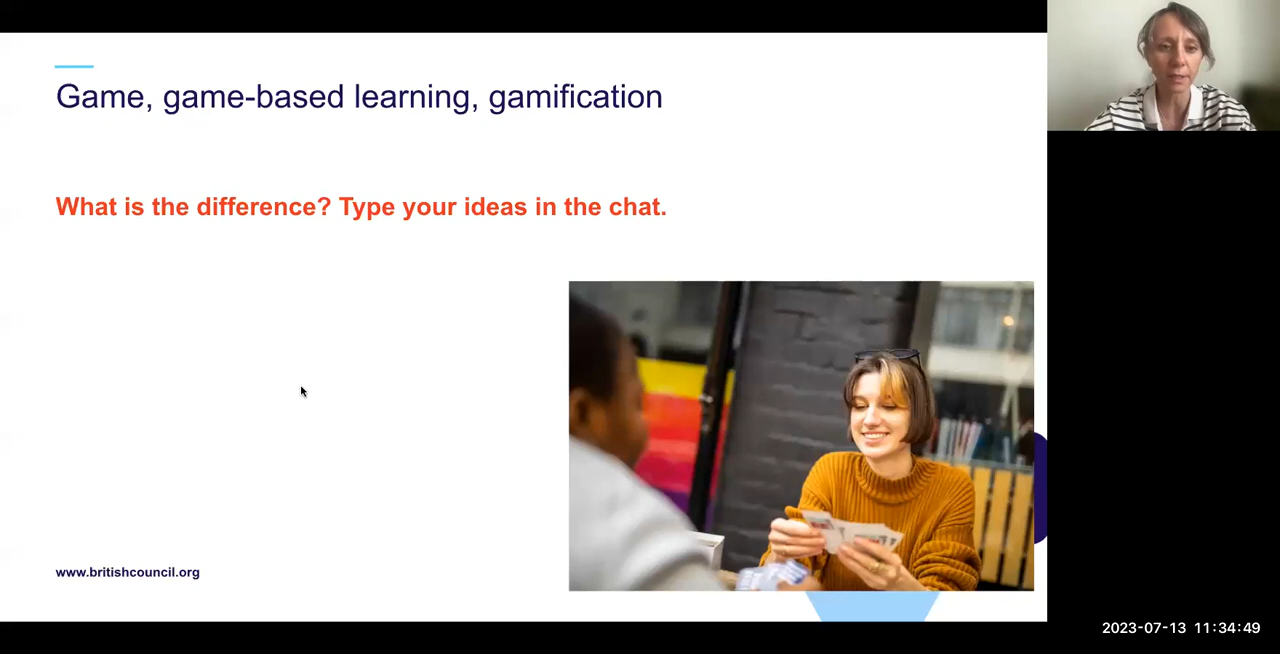 Game, game-based learning, gamification
What is the difference? Type your ideas in the chat.
www.britishcouncil.org
2023-07-13 11:34:49